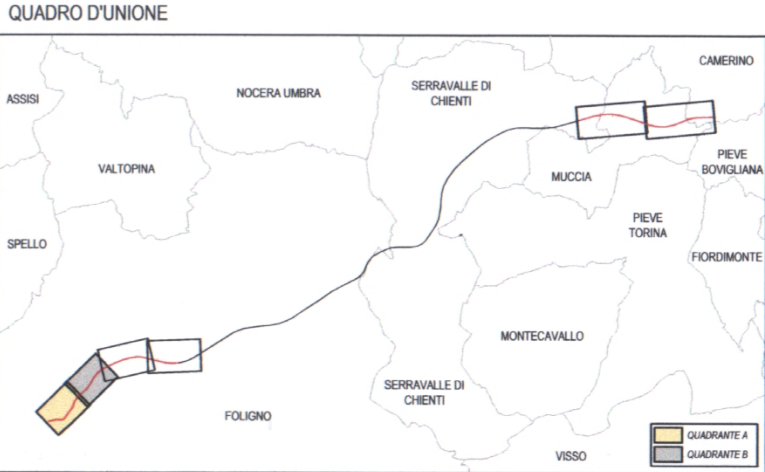 QUADRO D'UNIONE
CAMERINO
ASSISI
NOCERA UMBRA
SERRAVALLE DI
CHIENTI
VALTOPINA
MUCCIA
PIEVE
BOVIGLIANA
PIEVE
TORINA
SPELLO
FIORDIMONTE
MONTECAVALLO
SERRAVALLE DI
CHIENTI
FOLIGNO
VISSO
QUADRANTE A
QUADRANTE B